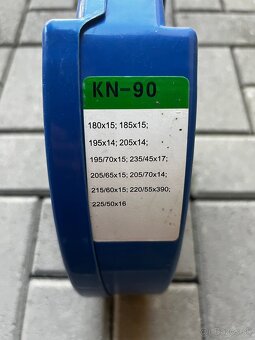 KN-90
180x15; 185x15;
195x14; 205x14;
195/70x15; 235/45x17;
205/65x15; 205/70x14;
215/60x15; 220/55x390;
225/50x16